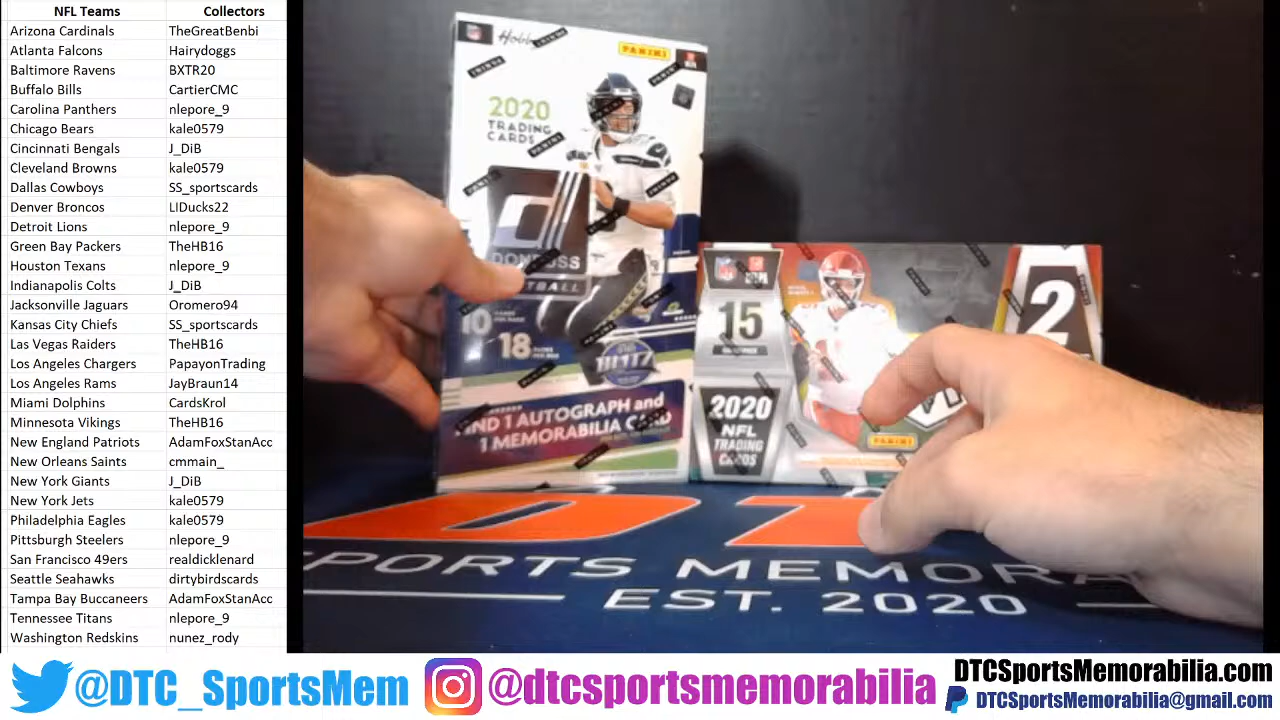 NFL Teams Collectors
Arizona Cardinals TheGreatBenbi
Atlanta Falcons Hairydoggs
Baltimore Ravens BXTR20
Buffalo Bills CartierCMC
Carolina Panthers nlepore_9
Chicago Bears kale0579
Cincinnati Bengals J_DiB
Cleveland Browns kale0579
Dallas Cowboys SS_sportscards
Denver Broncos LIDucks22
Detroit Lions nlepore_9
Green Bay Packers TheHB16
Houston Texans nlepore_9
Indianapolis Colts J_DiB
Jacksonville Jaguars Oromero94
Kansas City Chiefs SS_sportscards
Las Vegas Raiders TheHB16
Los Angeles Chargers PapayonTrading
Los Angeles Rams JayBraun14
Miami Dolphins CardsKrol
Minnesota Vikings TheHB16
New England Patriots AdamFoxStanAcc
New Orleans Saints cmmain_
New York Giants J_DiB
New York Jets kale0579
Philadelphia Eagles kale0579
Pittsburgh Steelers nlepore_9
San Francisco 49ers realdicklenard
Seattle Seahawks dirtybirdscards
Tampa Bay Buccaneers AdamFoxStanAcc
Tennessee Titans nlepore_9
Washington Redskins nunez_rody
PANINI
2020
TRADING
CARDS
DONRUSS
10
18
1 AUTOGRAPH and
1 MEMORABILIA CARD
15
2020
NFL
TRADING
CARDS
2
PANINI
SPORTS MEMORA
EST. 2020
@DTC_SportsMem
@dtcsportsmemorabilia
DTCSportsMemorabilia.com
DTCSportsMemorabilia@gmail.com